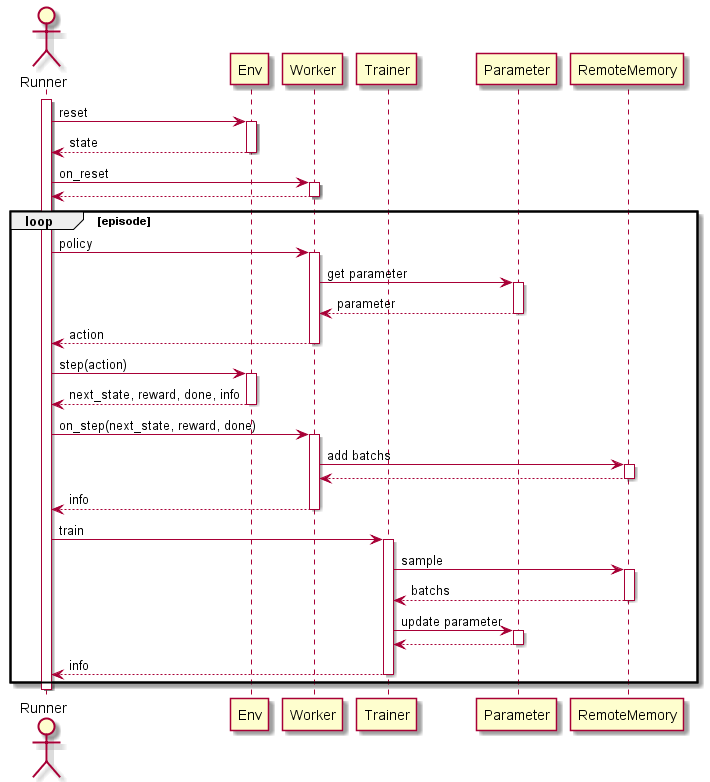 Runner
Env
Worker
Trainer
Parameter
RemoteMemory
reset
state
on_reset
loop
[episode]
policy
get parameter
parameter
action
step(action)
next_state, reward, done, info
on_step(next_state, reward, done)
add batchs
info
train
sample
batchs
update parameter
info
Runner
Env
Worker
Trainer
Parameter
RemoteMemory